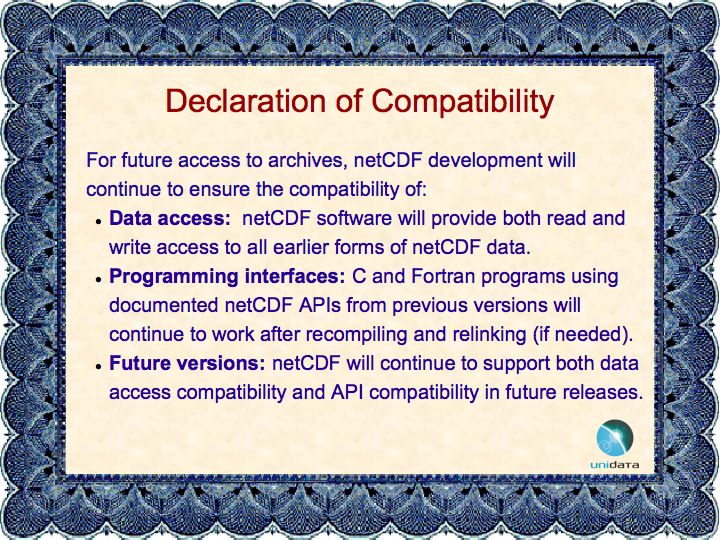 Declaration of Compatibility
For future access to archives, netCDF development will
continue to ensure the compatibility of:
• Data access:  netCDF software will provide both read and
write access to all earlier forms of netCDF data.
• Programming interfaces: C and Fortran programs using
documented netCDF APIs from previous versions will
continue to work after recompiling and relinking (if needed).
• Future versions: netCDF will continue to support both data
access compatibility and API compatibility in future releases.
unidata